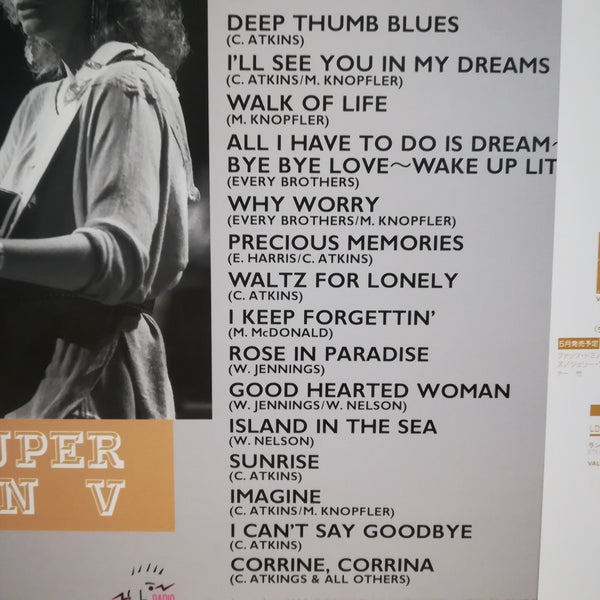 DEEP THUMB BLUES
(C. ATKINS)
I'LL SEE YOU IN MY DREAMS
(C. ATKINS/M. KNOPFLER)
WALK OF LIFE
(M. KNOPFLER)
ALL I HAVE TO DO IS DREAM~
BYE BYE LOVE~WAKE UP LIT
(EVERY BROTHERS)
WHY WORRY
(EVERY BROTHERS/M. KNOPFLER)
PRECIOUS MEMORIES
(E. HARRIS/C. ATKINS)
WALTZ FOR LONELY
(C. ATKINS)
I KEEP FORGETTIN'
(M. McDONALD)
ROSE IN PARADISE
(W. JENNINGS)
GOOD HEARTED WOMAN
(W. JENNINGS/W. NELSON)
ISLAND IN THE SEA
(W. NELSON)
SUNRISE
(C. ATKINS)
IMAGINE
(C. ATKINS/M. KNOPFLER)
I CAN'T SAY GOODBYE
(C. ATKINS)
CORRINE, CORRINA
(C. ATKINGS & ALL OTHERS)
UPER
N V
RADIO
5月発売予定
LD
VAL